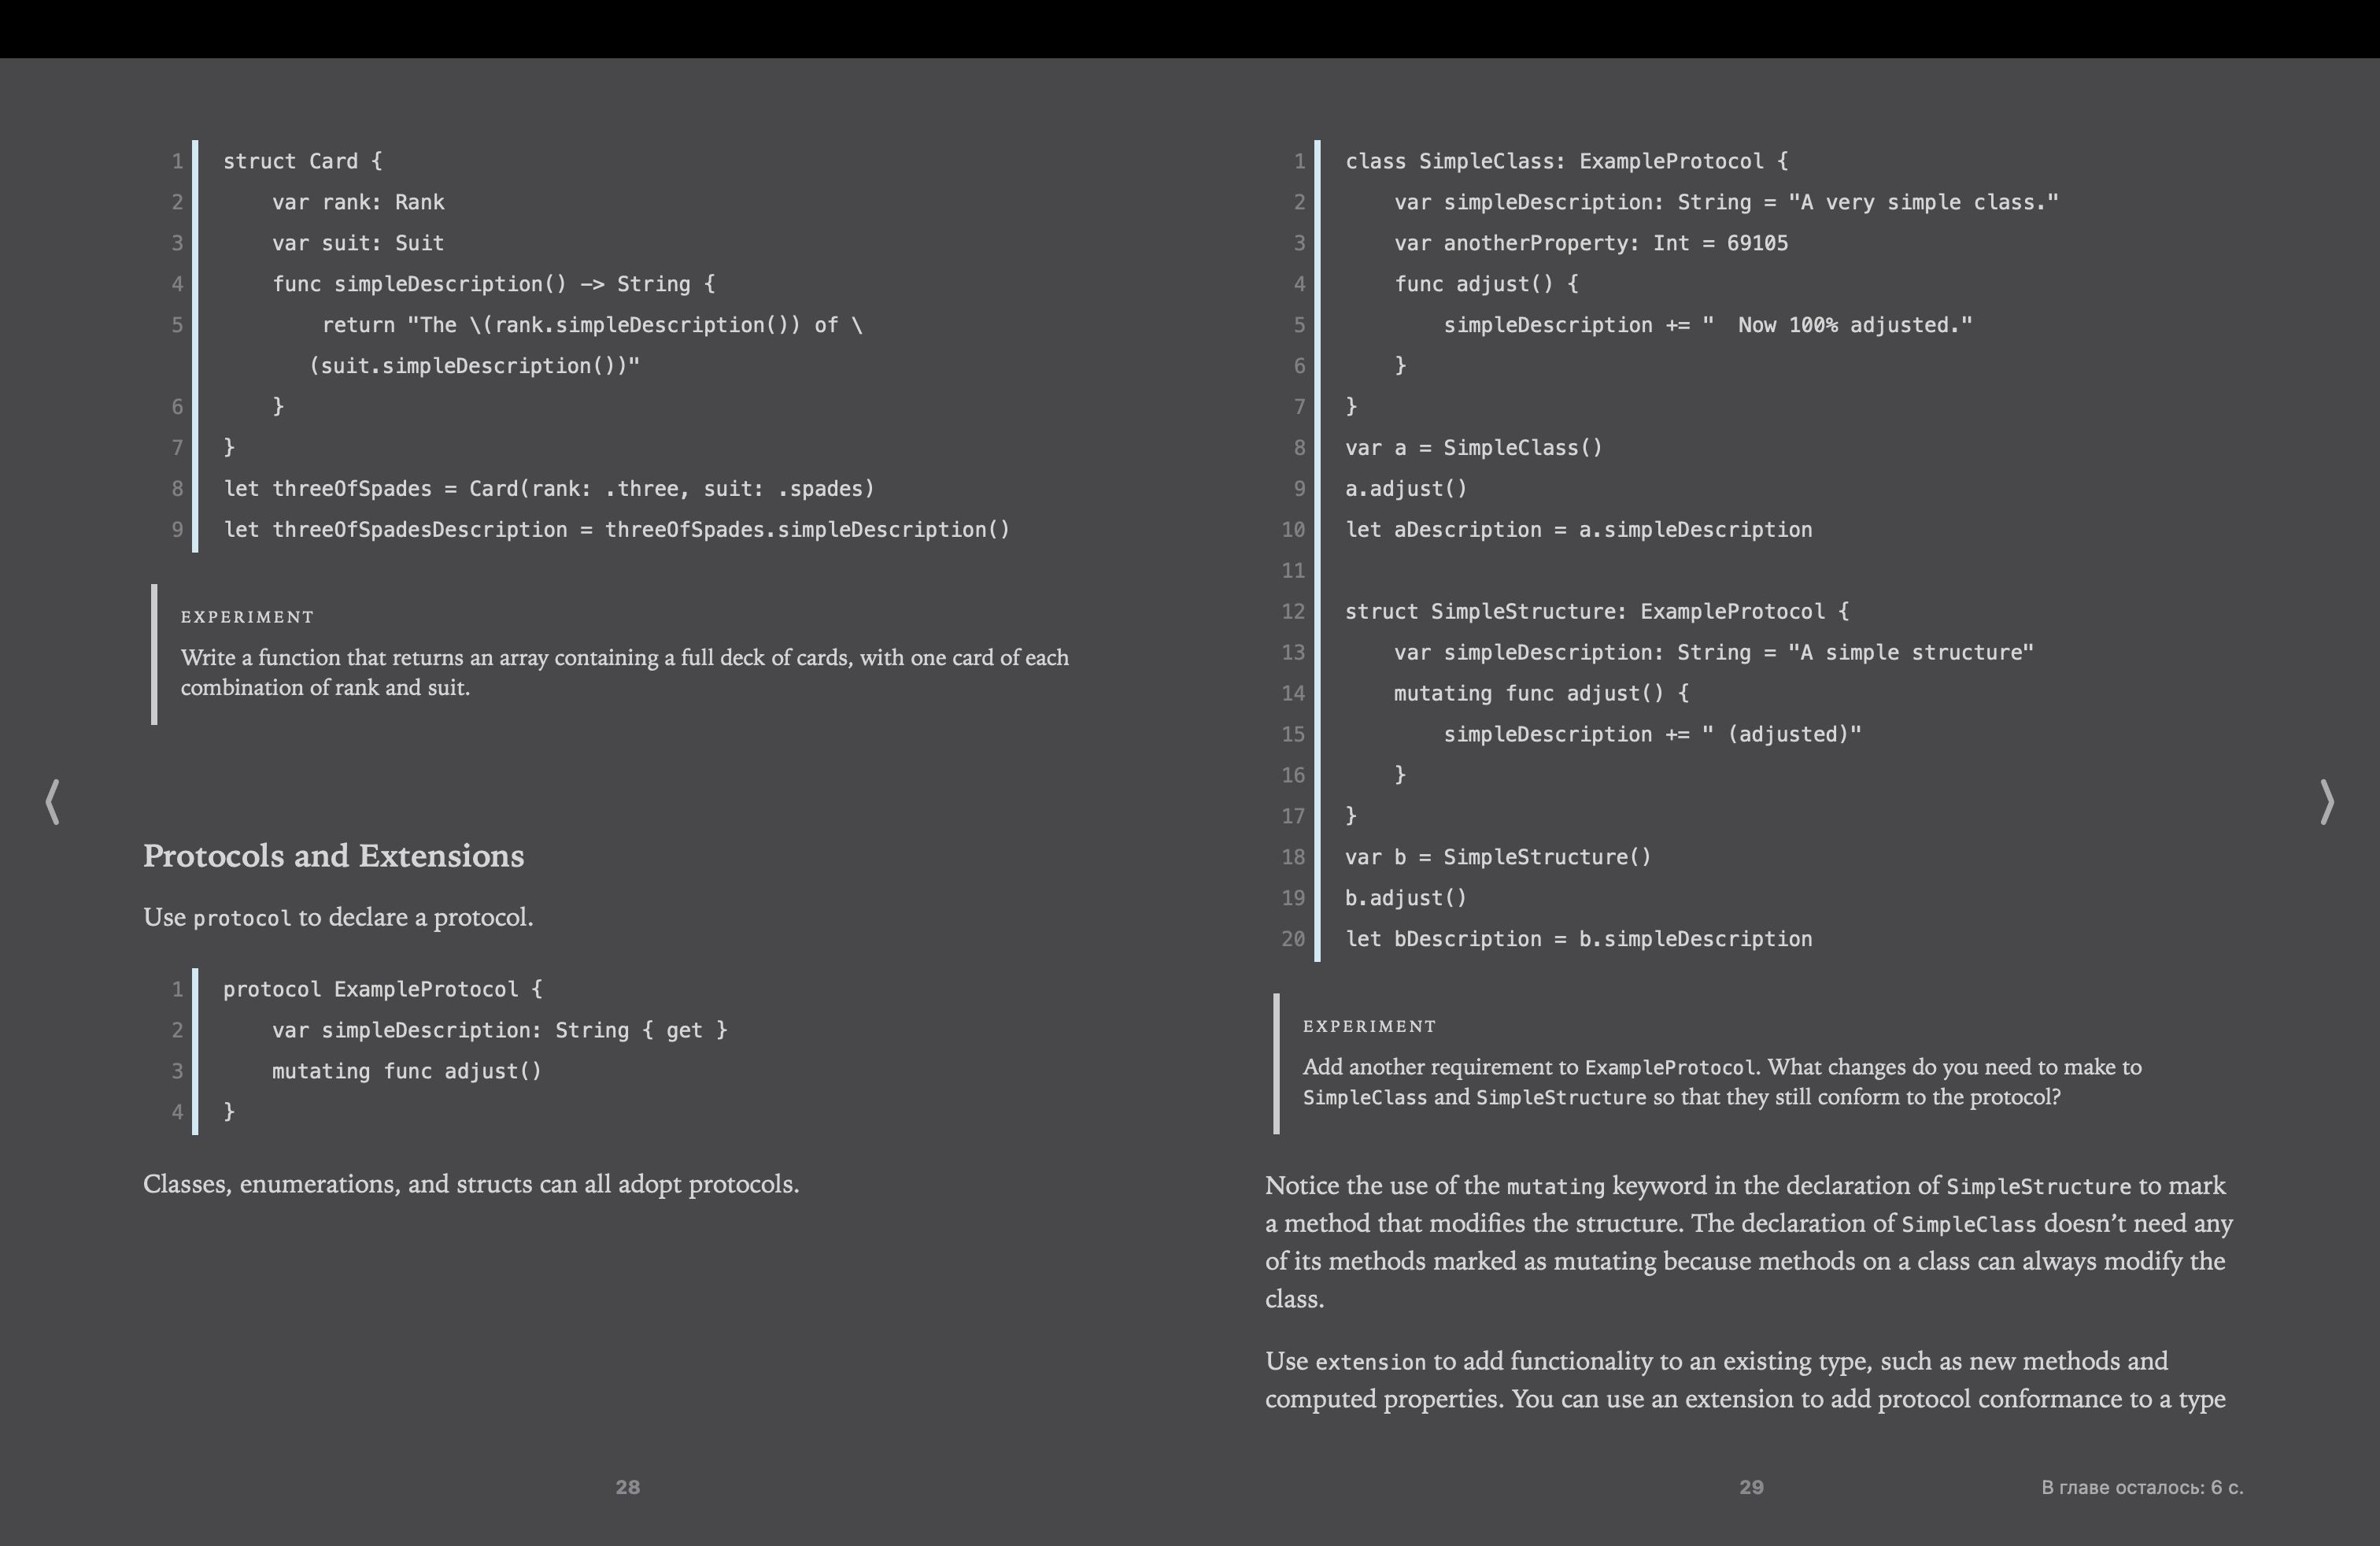 1 struct Card {
2     var rank: Rank
3     var suit: Suit
4     func simpleDescription() -> String {
5         return "The \(rank.simpleDescription()) of \
(suit.simpleDescription())"
6     }
7 }
8 let threeOfSpades = Card(rank: .three, suit: .spades)
9 let threeOfSpadesDescription = threeOfSpades.simpleDescription()
EXPERIMENT
Write a function that returns an array containing a full deck of cards, with one card of each
combination of rank and suit.
Protocols and Extensions
Use protocol to declare a protocol.
1 protocol ExampleProtocol {
2     var simpleDescription: String { get }
3     mutating func adjust()
4 }
Classes, enumerations, and structs can all adopt protocols.
28
1 class SimpleClass: ExampleProtocol {
2     var simpleDescription: String = "A very simple class."
3     var anotherProperty: Int = 69105
4     func adjust() {
5         simpleDescription += "  Now 100% adjusted."
6     }
7 }
8 var a = SimpleClass()
9 a.adjust()
10 let aDescription = a.simpleDescription
11
12 struct SimpleStructure: ExampleProtocol {
13     var simpleDescription: String = "A simple structure"
14     mutating func adjust() {
15         simpleDescription += " (adjusted)"
16     }
17 }
18 var b = SimpleStructure()
19 b.adjust()
20 let bDescription = b.simpleDescription
EXPERIMENT
Add another requirement to ExampleProtocol. What changes do you need to make to
SimpleClass and SimpleStructure so that they still conform to the protocol?
Notice the use of the mutating keyword in the declaration of SimpleStructure to mark
a method that modifies the structure. The declaration of SimpleClass doesn’t need any
of its methods marked as mutating because methods on a class can always modify the
class.
Use extension to add functionality to an existing type, such as new methods and
computed properties. You can use an extension to add protocol conformance to a type
29
В главе осталось: 6 с.